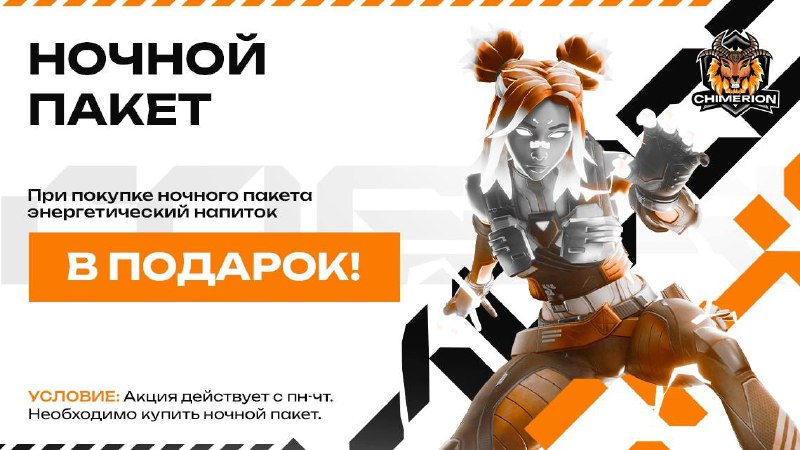 НОЧНОЙ
ПАКЕТ
CHIMERION
При покупке ночного пакета
энергетический напиток
В ПОДАРОК!
УСЛОВИЕ: Акция действует с пн-чт.
Необходимо купить ночной пакет.